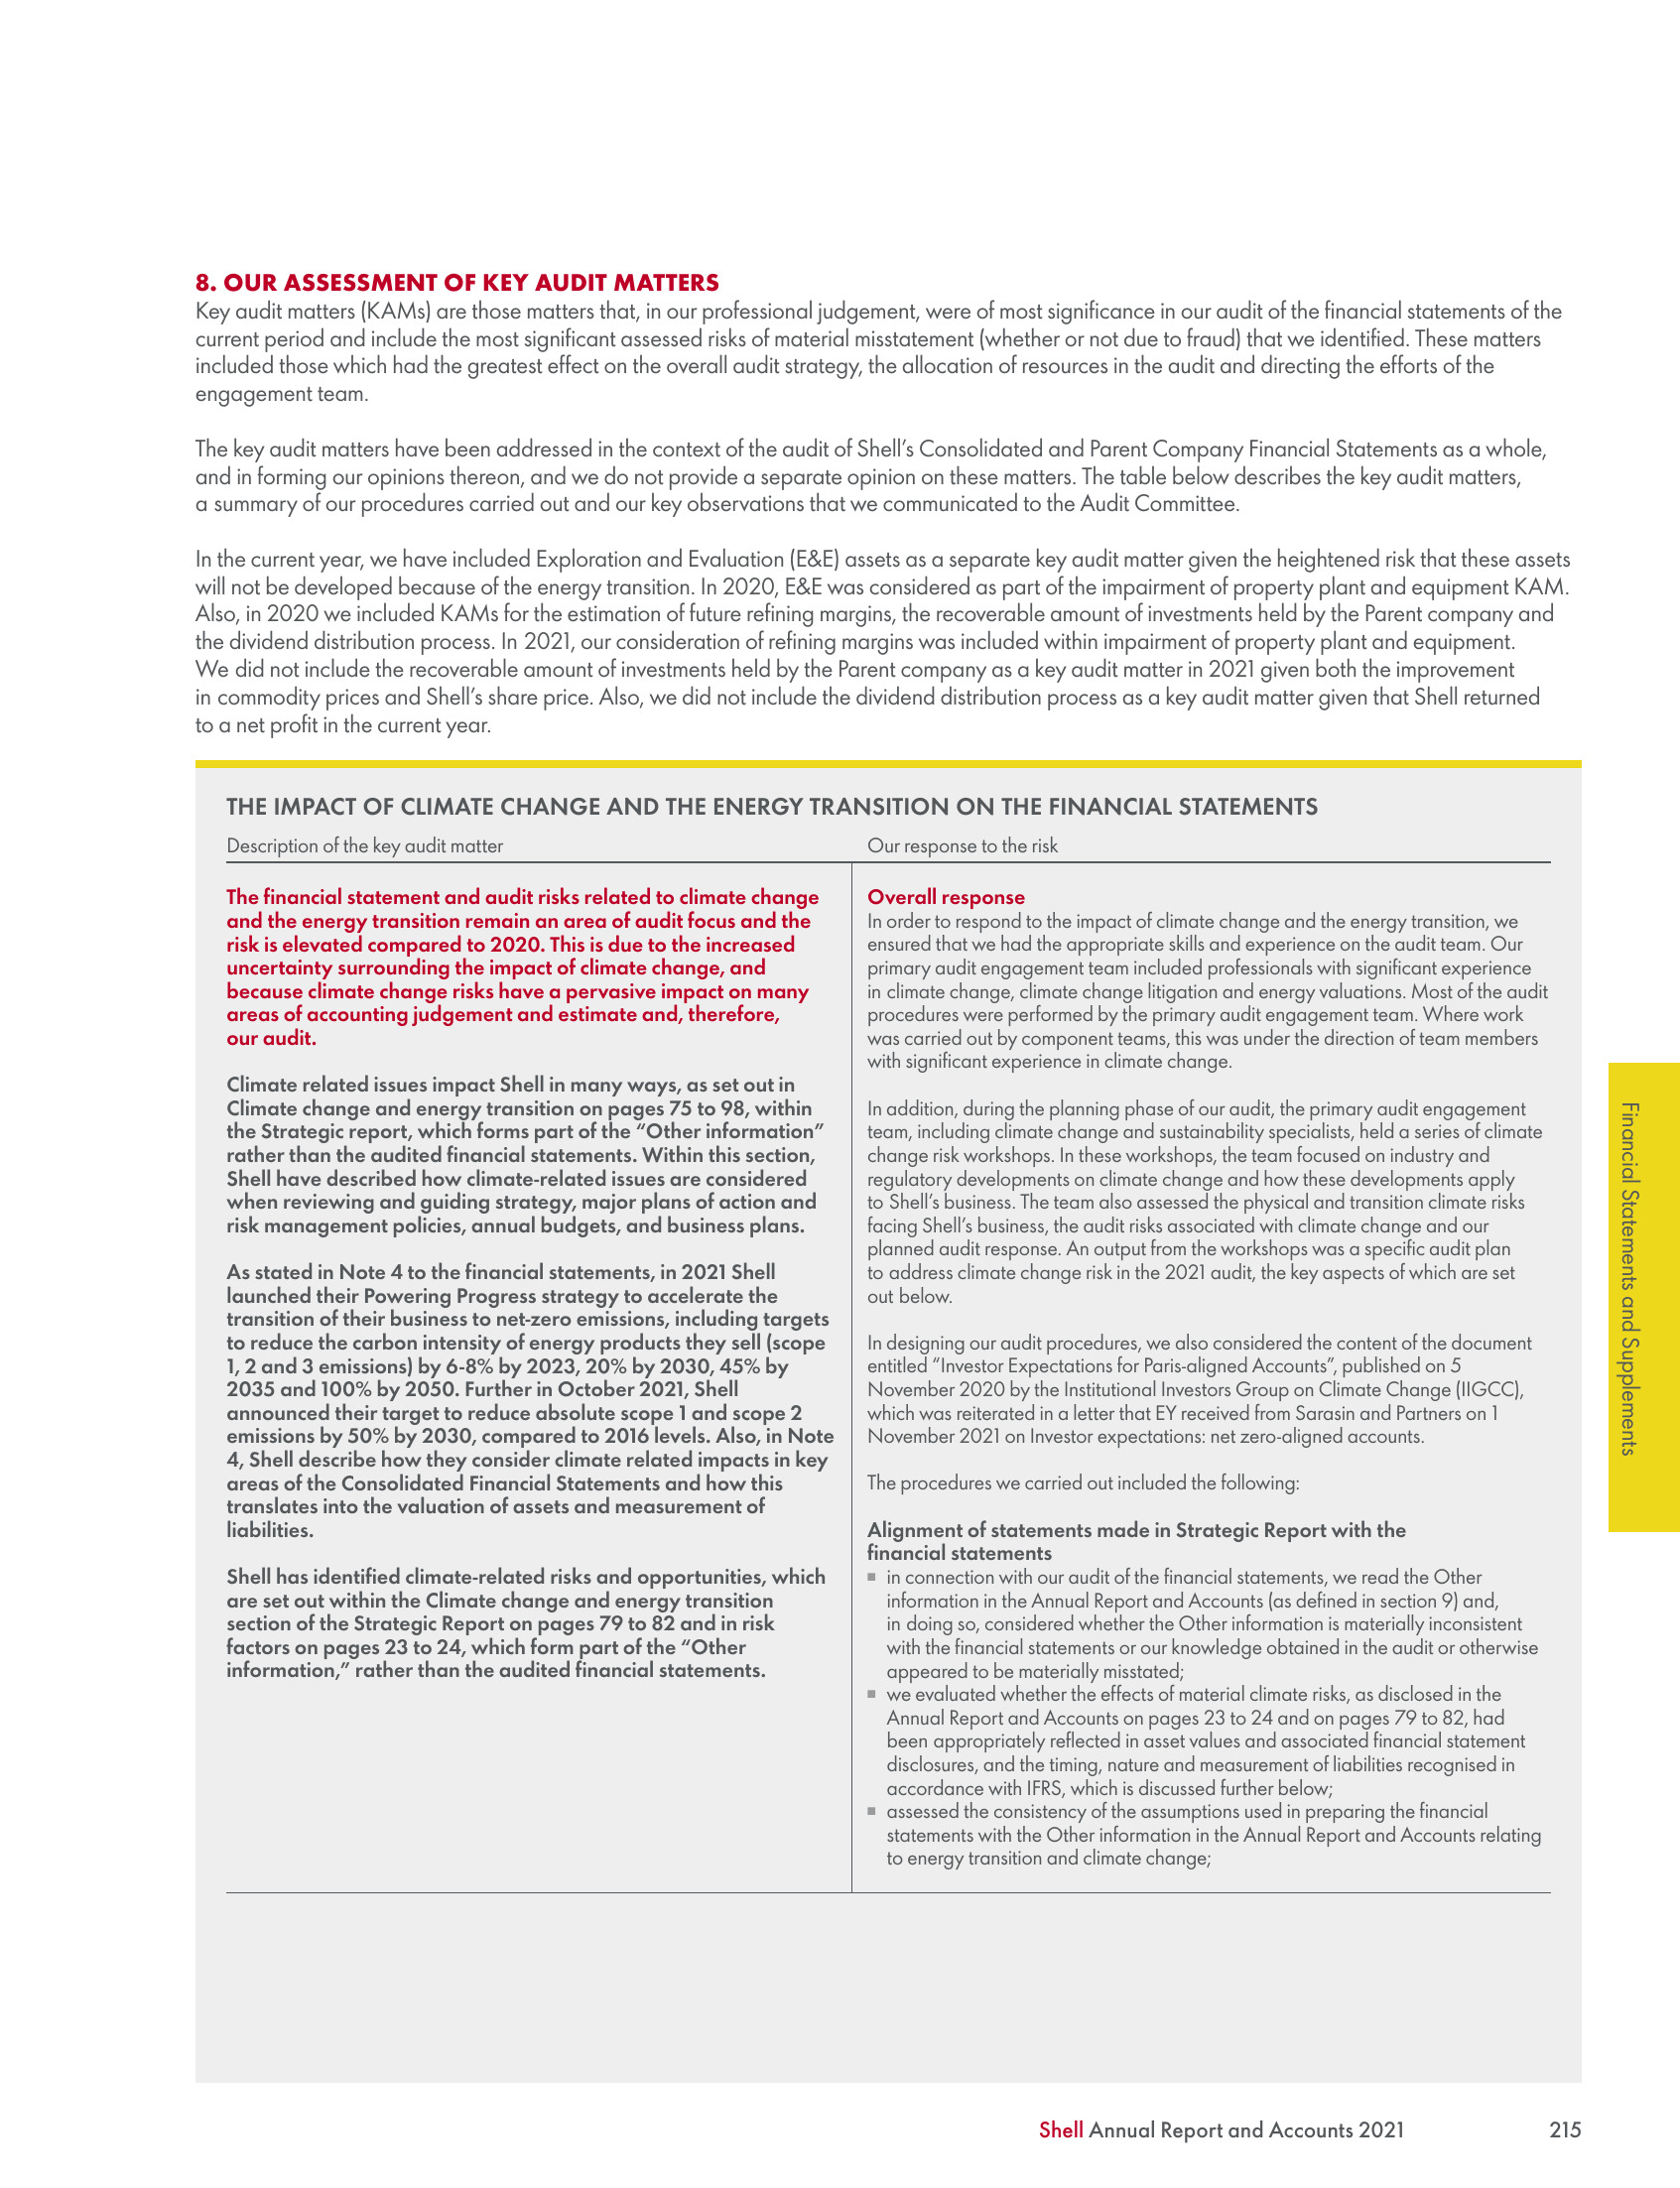 8. OUR ASSESSMENT OF KEY AUDIT MATTERS
Key audit matters (KAMs) are those matters that, in our professional judgement, were of most significance in our audit of the financial statements of the
current period and include the most significant assessed risks of material misstatement (whether or not due to fraud) that we identified. These matters
included those which had the greatest effect on the overall audit strategy, the allocation of resources in the audit and directing the efforts of the
engagement team.
The key audit matters have been addressed in the context of the audit of Shell's Consolidated and Parent Company Financial Statements as a whole,
and in forming our opinions thereon, and we do not provide a separate opinion on these matters. The table below describes the key audit matters,
a summary of our procedures carried out and our key observations that we communicated to the Audit Committee.
In the current year, we have included Exploration and Evaluation (E&E) assets as a separate key audit matter given the heightened risk that these assets
will not be developed because of the energy transition. In 2020, E&E was considered as part of the impairment of property plant and equipment KAM.
Also, in 2020 we included KAMs for the estimation of future refining margins, the recoverable amount of investments held by the Parent company and
the dividend distribution process. In 2021, our consideration of refining margins was included within impairment of property plant and equipment.
We did not include the recoverable amount of investments held by the Parent company as a key audit matter in 2021 given both the improvement
in commodity prices and Shell's share price. Also, we did not include the dividend distribution process as a key audit matter given that Shell returned
to a net profit in the current year.
THE IMPACT OF CLIMATE CHANGE AND THE ENERGY TRANSITION ON THE FINANCIAL STATEMENTS
Description of the key audit matter
The financial statement and audit risks related to climate change
and the energy transition remain an area of audit focus and the
risk is elevated compared to 2020. This is due to the increased
uncertainty surrounding the impact of climate change, and
because climate change risks have a pervasive impact on many
areas of accounting judgement and estimate and, therefore,
our audit.
Climate related issues impact Shell in many ways, as set out in
Climate change and energy transition on pages 75 to 98, within
the Strategic report, which forms part of the "Other information"
rather than the audited financial statements. Within this section,
Shell have described how climate-related issues are considered
when reviewing and guiding strategy, major plans of action and
risk management policies, annual budgets, and business plans.
As stated in Note 4 to the financial statements, in 2021 Shell
launched their Powering Progress strategy to accelerate the
transition of their business to net-zero emissions, including targets
to reduce the carbon intensity of energy products they sell (scope
1, 2 and 3 emissions) by 6-8% by 2023, 20% by 2030, 45% by
2035 and 100% by 2050. Further in October 2021, Shell
announced their target to reduce absolute scope 1 and scope 2
emissions by 50% by 2030, compared to 2016 levels. Also, in Note
4, Shell describe how they consider climate related impacts in key
areas of the Consolidated Financial Statements and how this
translates into the valuation of assets and measurement of
liabilities.
Shell has identified climate-related risks and opportunities, which
are set out within the Climate change and energy transition
section of the Strategic Report on pages 79 to 82 and in risk
factors on pages 23 to 24, which form part of the "Other
information," rather than the audited financial statements.
Our response to the risk
Overall response
In order to respond to the impact of climate change and the energy transition, we
ensured that we had the appropriate skills and experience on the audit team. Our
primary audit engagement team included professionals with significant experience
in climate change, climate change litigation and energy valuations. Most of the audit
procedures were performed by the primary audit engagement team. Where work
was carried out by component teams, this was under the direction of team members
with significant experience in climate change.
In addition, during the planning phase of our audit, the primary audit engagement
team, including climate change and sustainability specialists, held a series of climate
change risk workshops. In these workshops, the team focused on industry and
regulatory developments on climate change and how these developments apply
to Shell's business. The team also assessed the physical and transition climate risks
facing Shell's business, the audit risks associated with climate change and our
planned audit response. An output from the workshops was a specific audit plan
to address climate change risk in the 2021 audit, the key aspects of which are set
out below.
In designing our audit procedures, we also considered the content of the document
entitled "Investor Expectations for Paris-aligned Accounts", published on 5
November 2020 by the Institutional Investors Group on Climate Change (IIGCC),
which was reiterated in a letter that EY received from Sarasin and Partners on 1
November 2021 on Investor expectations: net zero-aligned accounts.
The procedures we carried out included the following:
Alignment of statements made in Strategic Report with the
financial statements
▪ in connection with our audit of the financial statements, we read the Other
information in the Annual Report and Accounts (as defined in section 9) and,
in doing so, considered whether the Other information is materially inconsistent
with the financial statements or our knowledge obtained in the audit or otherwise
appeared to be materially misstated;
▪ we evaluated whether the effects of material climate risks, as disclosed in the
Annual Report and Accounts on pages 23 to 24 and on pages 79 to 82, had
been appropriately reflected in asset values and associated financial statement
disclosures, and the timing, nature and measurement of liabilities recognised in
accordance with IFRS, which is discussed further below;
▪ assessed the consistency of the assumptions used in preparing the financial
statements with the Other information in the Annual Report and Accounts relating
to energy transition and climate change;
Financial Statements and Supplements
Shell Annual Report and Accounts 2021 215